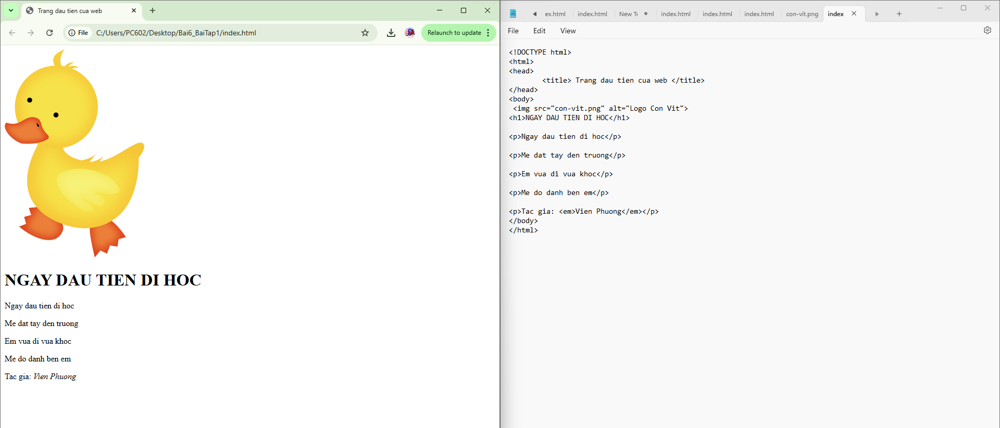 Trang dau tien cua web
File
C:/Users/PC602/Desktop/Bai6_BaiTap1/index.html
Relaunch to update
NGAY DAU TIEN DI HOC
Ngay dau tien di hoc
Me dat tay den truong
Em vua di vua khoc
Me do danh ben em
Tac gia: Vien Phuong
ex.html
index.html
New Te
index.html
index.html
index.html
con-vit.png
index
File
Edit
View
<!DOCTYPE html>
<html>
<head>
<title> Trang dau tien cua web </title>
</head>
<body>
<img src="con-vit.png" alt="Logo Con Vit">
<h1>NGAY DAU TIEN DI HOC</h1>
<p>Ngay dau tien di hoc</p>
<p>Me dat tay den truong</p>
<p>Em vua di vua khoc</p>
<p>Me do danh ben em</p>
<p>Tac gia: <em>Vien Phuong</em></p>
</body>
</html>